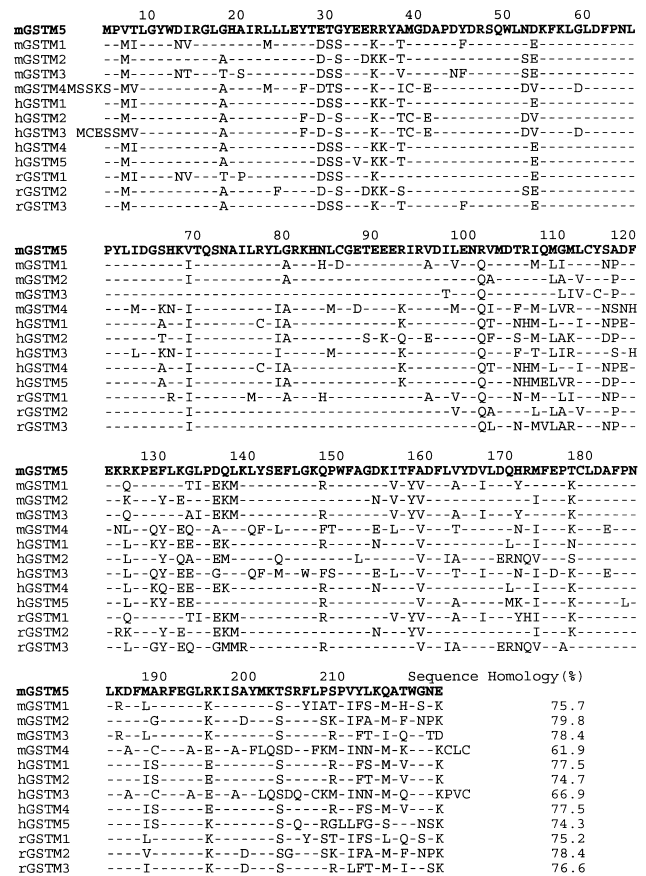 10 20 30 40 50 60
mGSTM5 MPVTLGYWDIRGLGHAIRLLLEYTETGYEERRYAMGDAPDYDRSQWLNDKFKLGLDFPNL
mGSTM1 --MI----NV--------M-----DSS---K--T------F-------E-----------
mGSTM2 --M----------A----------D-S--DKK-T-------------SE-----------
mGSTM3 --M-----NT---T-S--------D-S---K--T-----NF------SE-----------
mGSTM4MSSKS-MV--------------M---F-DTS---K--IC-E----------DV----D------
hGSTM1 --MI---------A----------DSS---KK-T--------------E-----------
hGSTM2 --M----------A--------F-D-S---K--TC-E----------DV----D------
hGSTM3 MCESSMV----------A--------F-D-S---K--TC-E----------DV----D------
hGSTM4 --MI---------A----------DSS---KK-T--------------E-----------
hGSTM5 --M----------A----------DSS-V-KK-T--------------E-----------
rGSTM1 --MI----NV---T-A--------DSS---K--T--------------E-----------
rGSTM2 --M----------A-----F----D-S--DKK-S-------------SE-----------
rGSTM3 --M----------A----------D-S---K--T------F-------E-----------
70 80 90 100 110 120
mGSTM5 PYLIDGSHKVTQSNAILRYLGRKHNLCGETEEERIRVDILENRVMDTRIQMGMLCYSADF
mGSTM1 ---------I----------A---H-D---------A--V--Q-----M-LI----NP--
mGSTM2 ---------I----------A---------------------QA------LA-V---P--
mGSTM3 ---------I----------------------------T---Q-------LIV-C-P---
mGSTM4 ---M--KN-I---------IA----M--D----K-----M--QI---F-M-LVR---NSNH
hGSTM1 ------A--I-------C-IA------------K--------QT---NHM-LI---NPE-
hGSTM2 ------T--I---------IA--------S-K-Q--A-----QF---S-M-LAK---DP--
hGSTM3 ---L--KN-I---------I-----M----------------QI---F-T-LIR----S-H
hGSTM4 ------A--I-------C-IA---------------------QT---NHM-LI---NPE-
hGSTM5 ------A--I---------IA------------K--------Q----NHMELVR---DP--
rGSTM1 -------R-I------M---A---N-----------A--V--Q----N-M-LI---NP--
rGSTM2 ---------I-----------------------------V--QA----I-LA-V---P--
rGSTM3 ---------I--------------------------------QL---N-MVLAR--NP--
130 140 150 160 170 180
mGSTM5 EKRKPEFLKGLPDQLKLYSEFLGKQPWFAGDKITFADFLVYDVLDQHRMFEPTCLDAFPN
mGSTM1 --Q------TI--EKM---------R-------V--YV---A--I---Y-----K-------
mGSTM2 --K---Y-E----EKM---------------N-V--YV------------I---K-------
mGSTM3 --Q------AI--EKM---------R-------V--YV---A--I---Y-----K-------
mGSTM4 -NL--QY-EQ---A---QF-L----FT----E-L--V---T------N-I---K---E---
hGSTM1 --L--KY-EE---EK----------R-----N----V---------L--I---N-------
hGSTM2 --L---Y-QA---EM----Q--------L-------V--IA-----ERNQV--S-------
hGSTM3 --L--QY-EE---G---QF-M--W-FS----E-L--V---T--I---N-I-D-K---E---
hGSTM4 --L--KQ-EE---EK----------R-----N----V---------L--I---K-------
hGSTM5 --L--KY-EE---------------R----------V---A-----MK-I---K-----L-
rGSTM1 --Q------TI--EKM---------R-------V--YV---A--I---YHI---K-------
rGSTM2 -RK---Y-E----EKM---------------N-V--YV------------I---K-------
rGSTM3 --L---GY-EQ---GMMR-------R----------V--IA-----ERNQV--A-------
190 200 210 Sequence Homology(%)
mGSTM5 LKDFMARFEGLRKISAYMKTSRFLPSPVYLKQATWGNE
mGSTM1 -R--L------K-------S--YIAT-IFS-M-H-S-K 75.7
mGSTM2 -----G-----K---D---S---SK-IFA-M-F-NPK 79.8
mGSTM3 -R--L------K-------S---R---FT-I-Q--TD 78.4
mGSTM4 --A--C---A-E--A-FLQSD--FKM-INN-K-K---KCLC 61.9
hGSTM1 ----IS-----K-------S---R---FS-M-V---K 77.5
hGSTM2 ----IS-----K-------S---R---FT-M-V---K 74.7
hGSTM3 --A--C---A-E--A--LQSDQ-CKM-INN-M-Q---KPVC 66.9
hGSTM4 ----IS-----K-------S---R---FS-M-V---K 77.5
hGSTM5 ----IS-----K-------S-Q--RGLLFG-S---NSK 74.3
rGSTM1 ----L------K-------S--Y-ST-IFS-L-Q-S-K 75.2
rGSTM2 ----V------K---D---SG--SK-IFA-M-F-NPK 78.4
rGSTM3 ----I------K-------S---R-LFT-M-I--SK 76.6